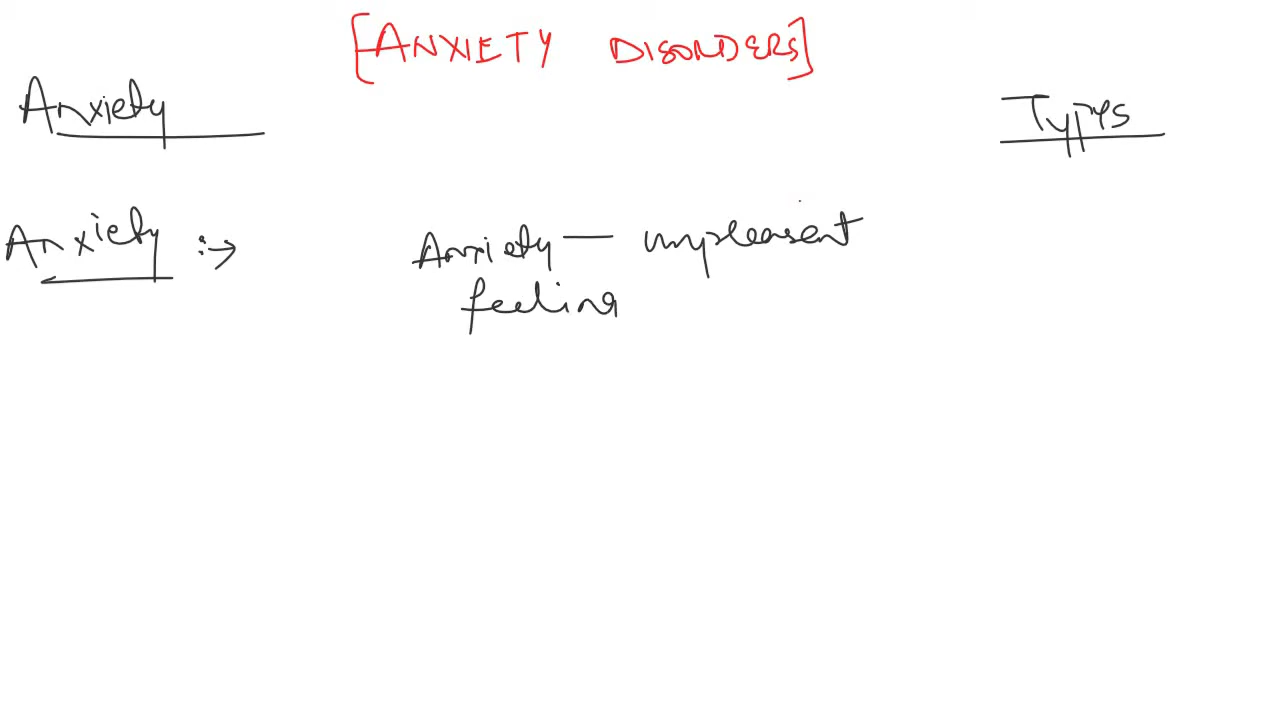 [ANXIETY DISORDERS]
Anxiety
Types
Anxiety :→ Anxiety — unpleasent
feeling